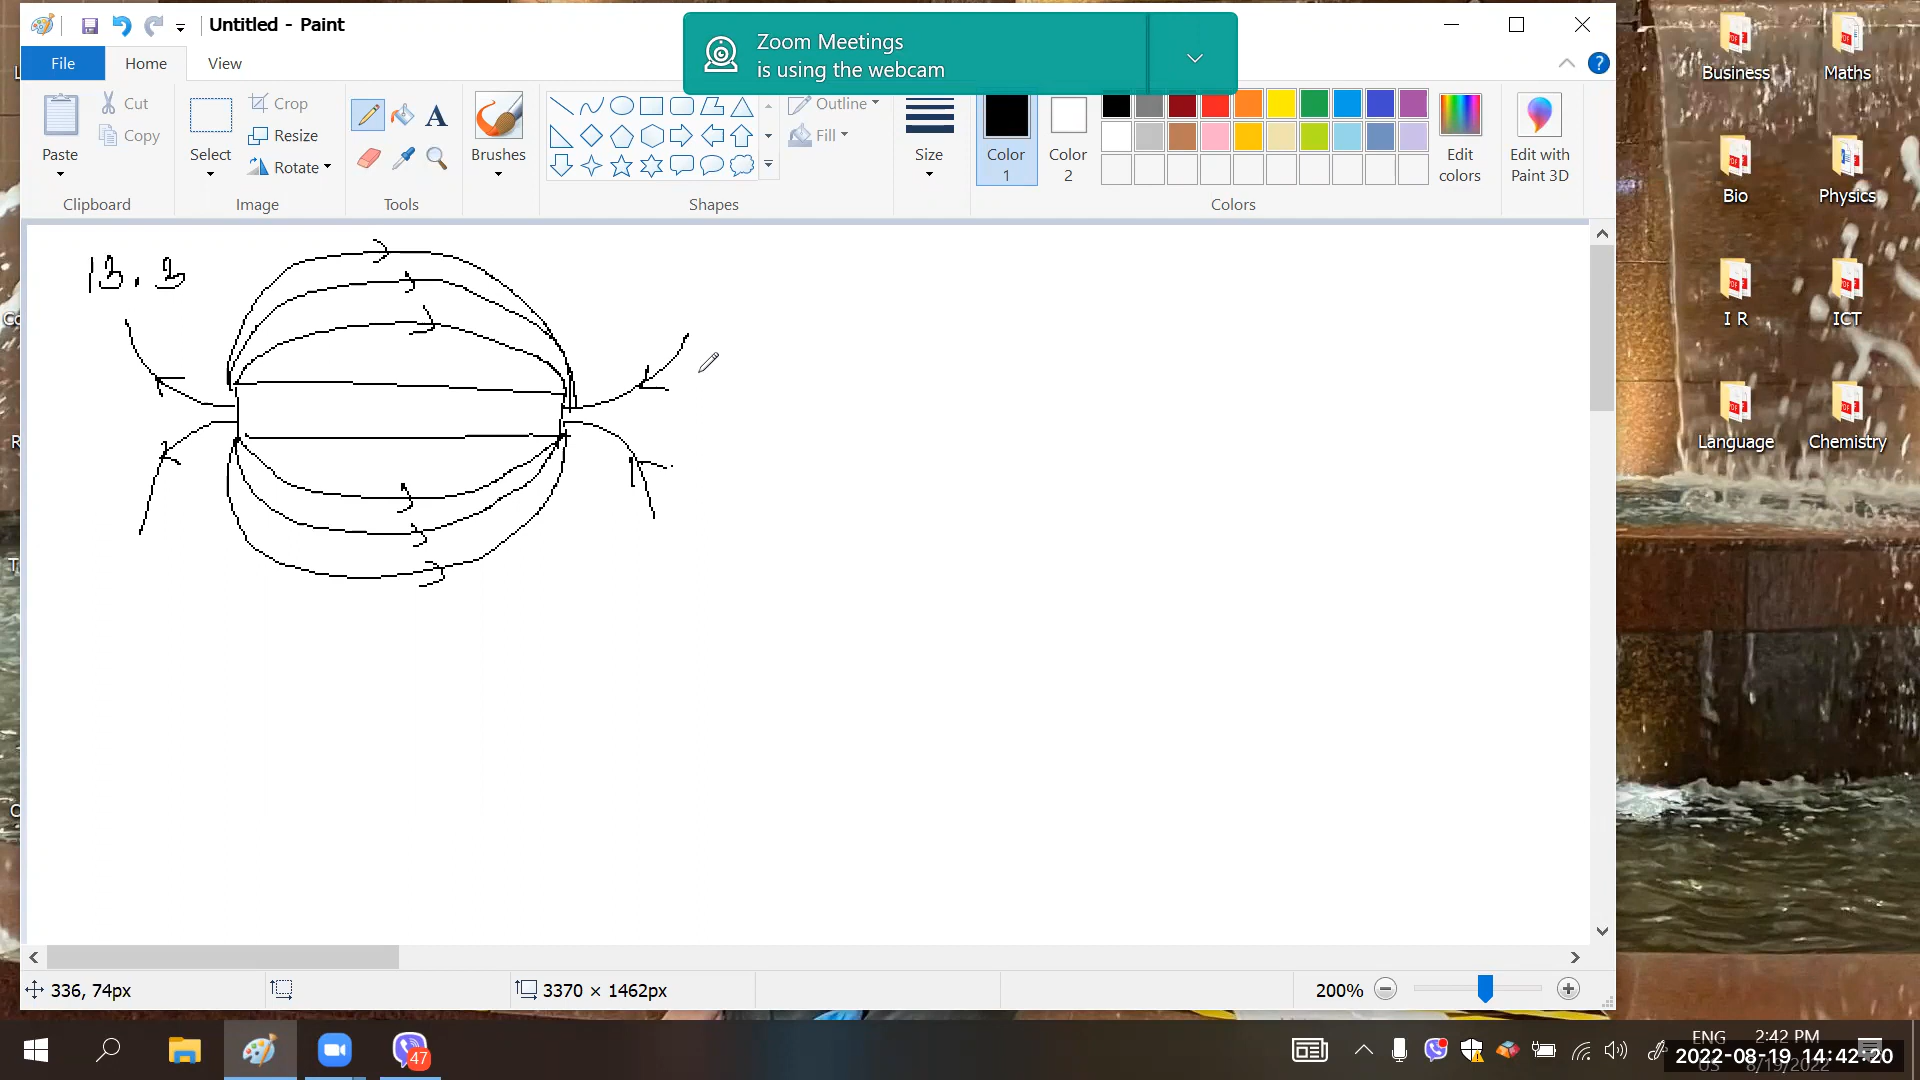 Untitled - Paint
Zoom Meetings
is using the webcam
File
Home
View
Paste
Cut
Copy
Clipboard
Select
Crop
Resize
Rotate
Image
A
Tools
Brushes
Shapes
Outline
Fill
Size
Color
1
Color
2
Edit
colors
Colors
Edit with
Paint 3D
?
13.3
Business
Maths
Bio
Physics
I R
ICT
Language
Chemistry
336, 74px
3370 × 1462px
200%
47
ENG
2:42 PM
2022-08-19 14:42:20